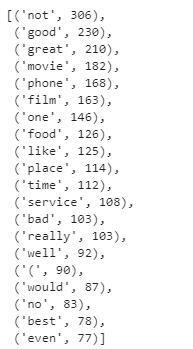 [('not', 306),
('good', 230),
('great', 210),
('movie', 182),
('phone', 168),
('film', 163),
('one', 146),
('food', 126),
('like', 125),
('place', 114),
('time', 112),
('service', 108),
('bad', 103),
('really', 103),
('well', 92),
('(', 90),
('would', 87),
('no', 83),
('best', 78),
('even', 77)]